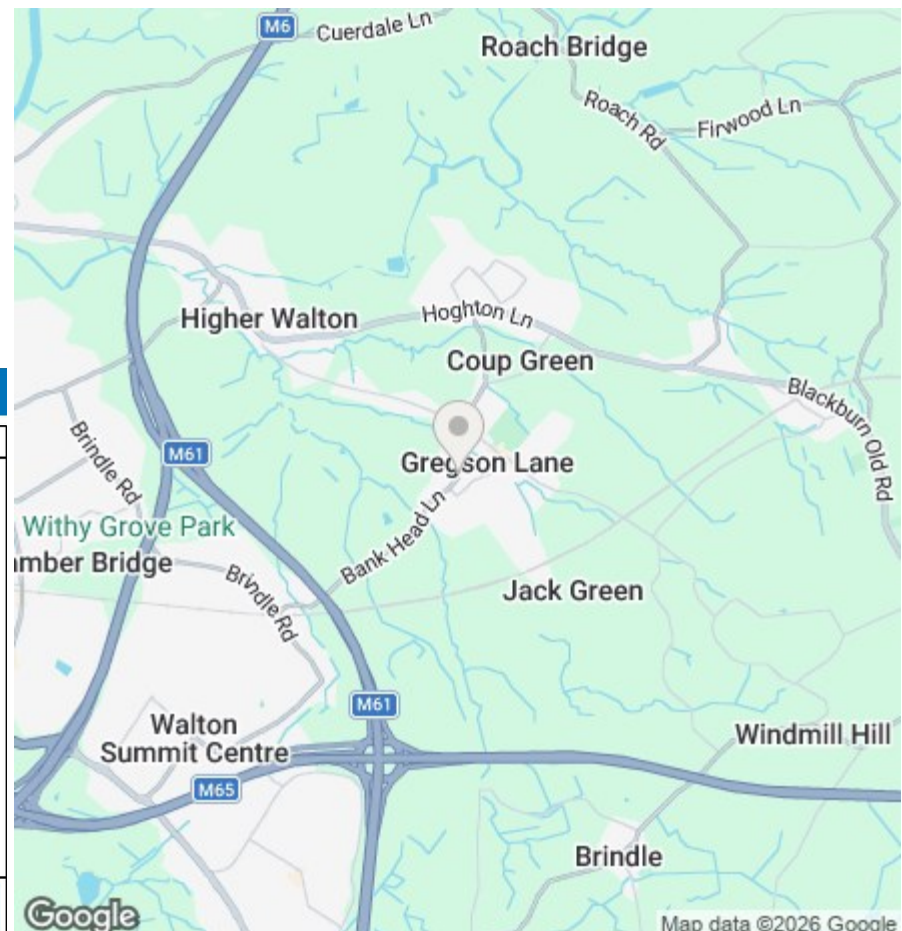 M6
Cuerdale Ln
Roach Bridge
Roach Rd
Firwood Ln
Higher Walton
Hoghton Ln
Coup Green
Blackburn Old Rd
Brindle Rd
M61
Gregson Lane
Withy Grove Park
amber Bridge
Bank Head Ln
Brindle Rd
Jack Green
M61
Walton
Summit Centre
Windmill Hill
M65
Brindle
Google
Map data ©2026 Google